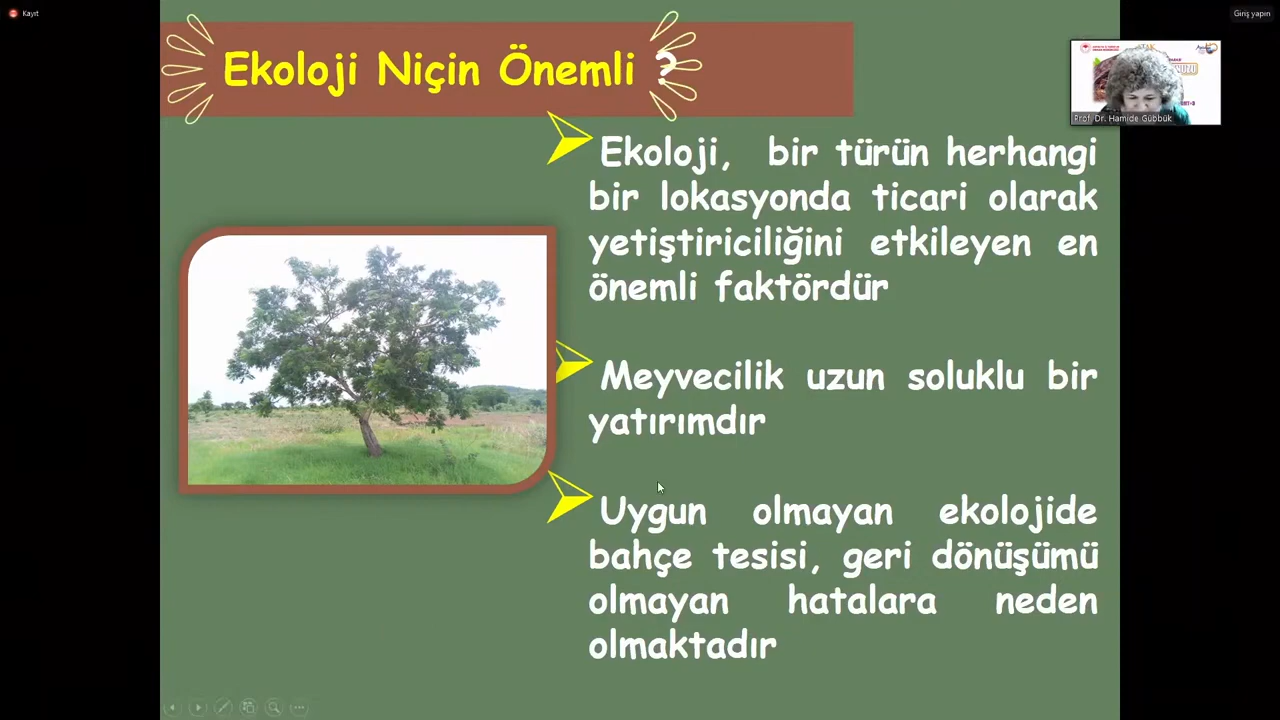 Kayıt
Giriş yapın
Ekoloji Niçin Önemli ?
Prof. Dr. Hamide Gübbük
Ekoloji, bir türün herhangi
bir lokasyonda ticari olarak
yetiştiriciliğini etkileyen en
önemli faktördür
Meyvecilik uzun soluklu bir
yatırımdır
Uygun olmayan ekolojide
bahçe tesisi, geri dönüşümü
olmayan hatalara neden
olmaktadır